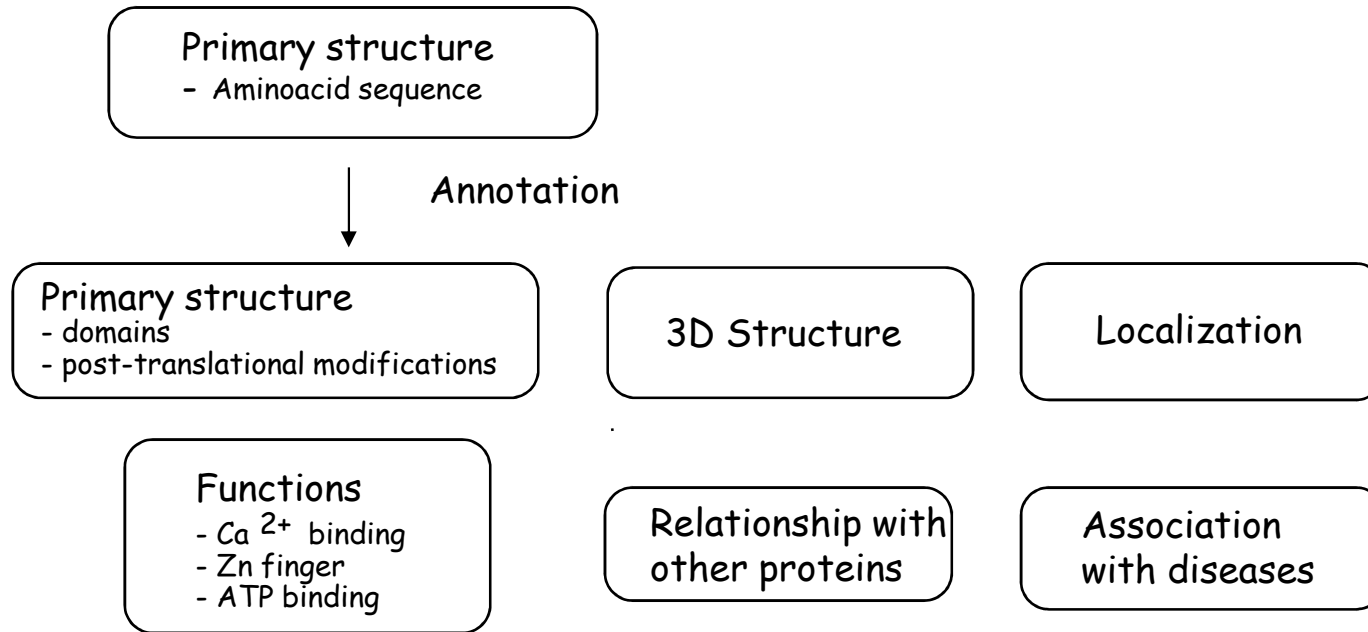 Primary structure
- Aminoacid sequence
Annotation
Primary structure
- domains
- post-translational modifications
3D Structure
Localization
Functions
- Ca 2+ binding
- Zn finger
- ATP binding
Relationship with
other proteins
Association
with diseases